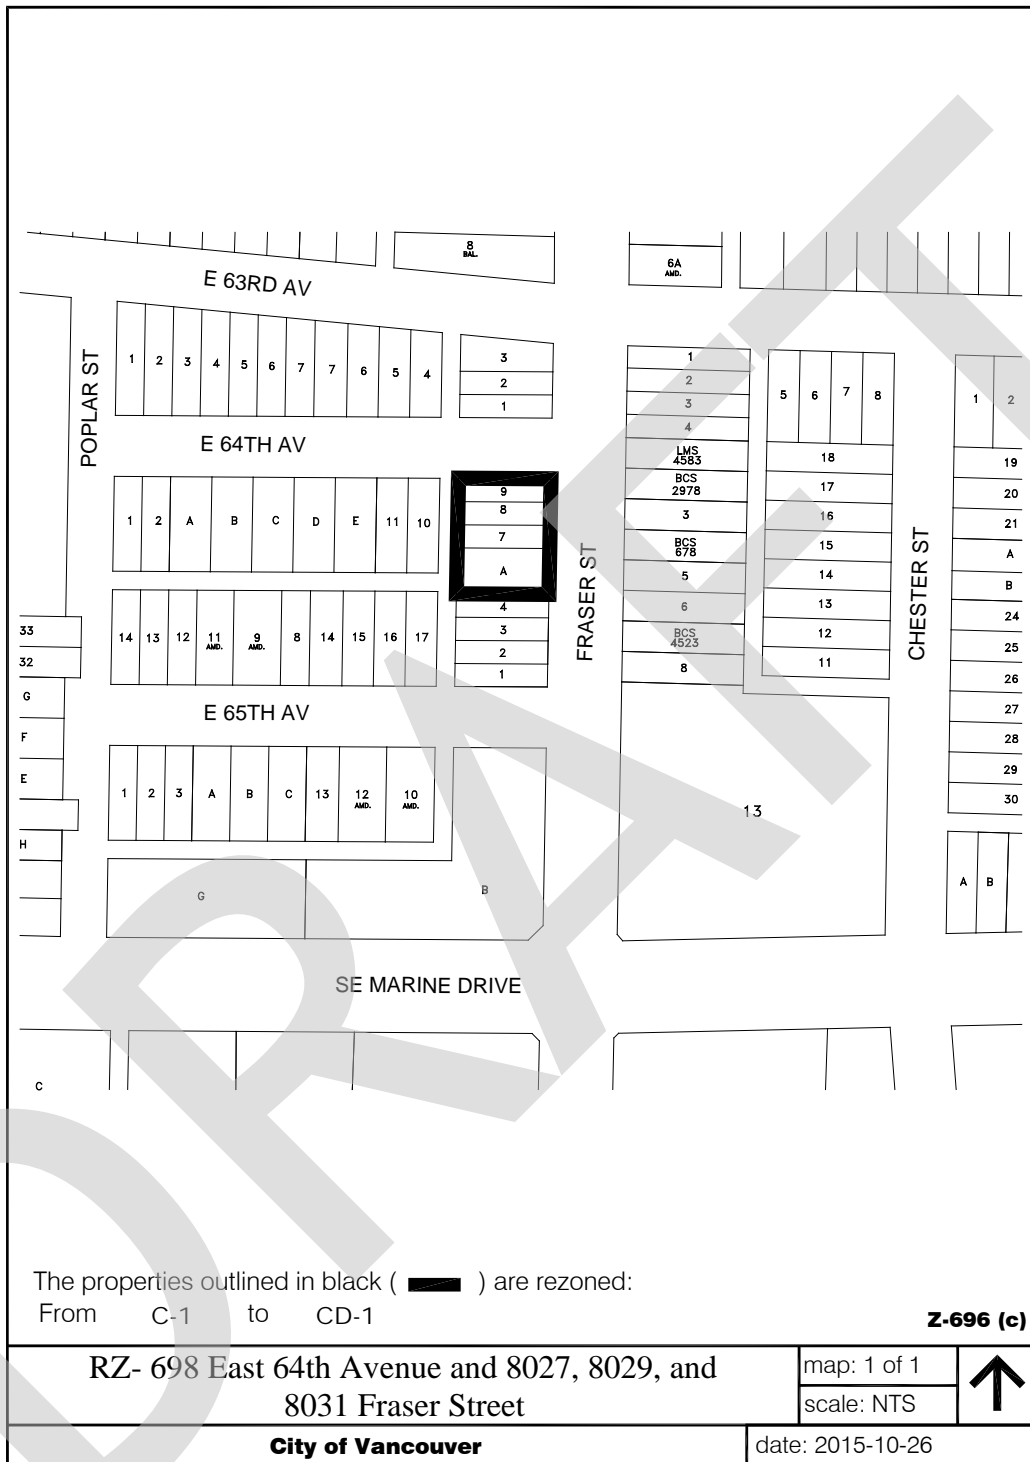 8
BAL.
6A
AMD.
E 63RD AV
POPLAR ST
1 2 3 4 5 6 7 7 6 5 4
3
2
1
1
2
3
4
LMS
4583
BCS
2978
3
BCS
678
5
6
BCS
4523
8
5 6 7 8
18
17
16
15
14
13
12
11
1 2
19
20
21
A
B
24
25
26
27
28
29
30
E 64TH AV
1 2 A B C D E 11 10
9
8
7
A
4
3
2
1
FRASER ST
CHESTER ST
14 13 12 11 9 8 14 15 16 17
AMD. AMD.
33
32
G
F
E
H
E 65TH AV
1 2 3 A B C 13 12 10
AMD. AMD.
13
A B
G
B
SE MARINE DRIVE
C
DRAFT
The properties outlined in black ( ) are rezoned:
From C-1 to CD-1
Z-696 (c)
RZ- 698 East 64th Avenue and 8027, 8029, and
8031 Fraser Street
map: 1 of 1
scale: NTS
City of Vancouver
date: 2015-10-26